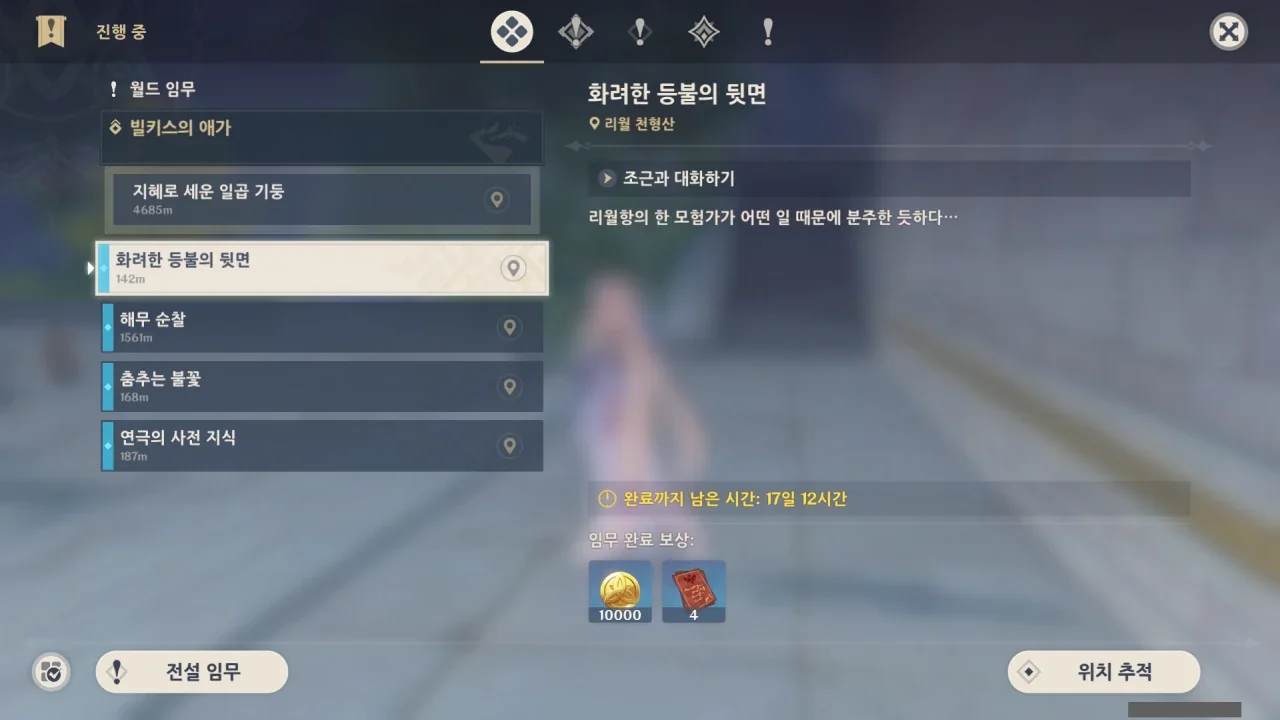 진행 중
월드 임무
빌키스의 애가
지혜로 세운 일곱 기둥
4685m
화려한 등불의 뒷면
142m
해무 순찰
1561m
춤추는 불꽃
168m
연극의 사전 지식
187m
화려한 등불의 뒷면
리월 천형산
조근과 대화하기
리월항의 한 모험가가 어떤 일 때문에 분주한 듯하다…
완료까지 남은 시간: 17일 12시간
임무 완료 보상:
10000
4
전설 임무
위치 추적